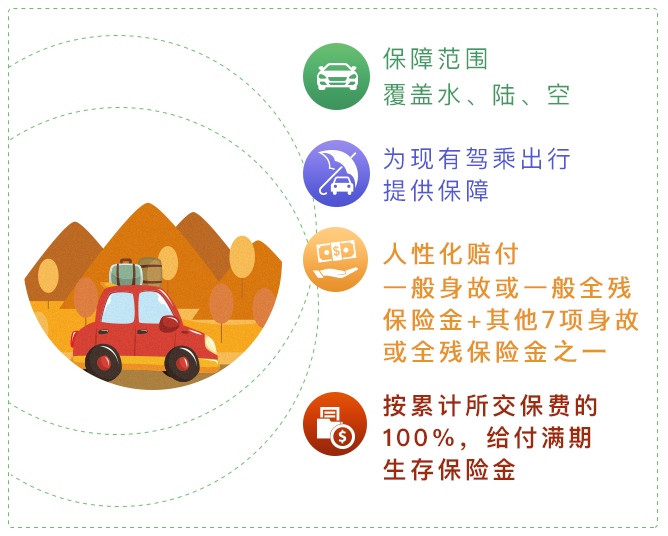 保障范围
覆盖水、陆、空
为现有驾乘出行
提供保障
人性化赔付
一般身故或一般全残
保险金+其他7项身故
或全残保险金之一
按累计所交保费的
100%，给付满期
生存保险金